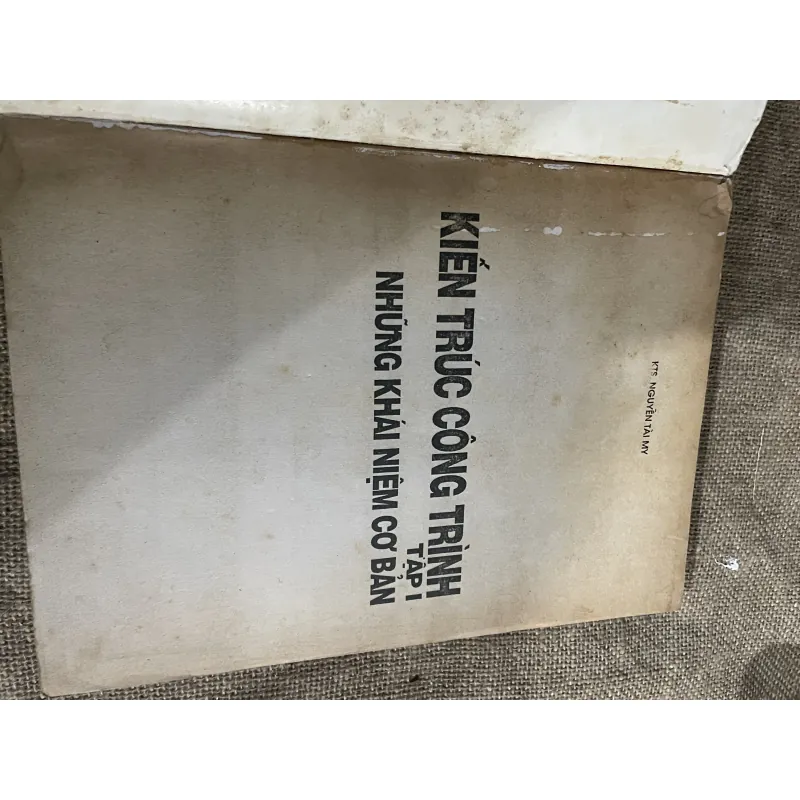 KTS NGUYỄN TÀI MY
KIẾN TRÚC CÔNG TRÌNH
TẬP I
NHỮNG KHÁI NIỆM CƠ BẢN